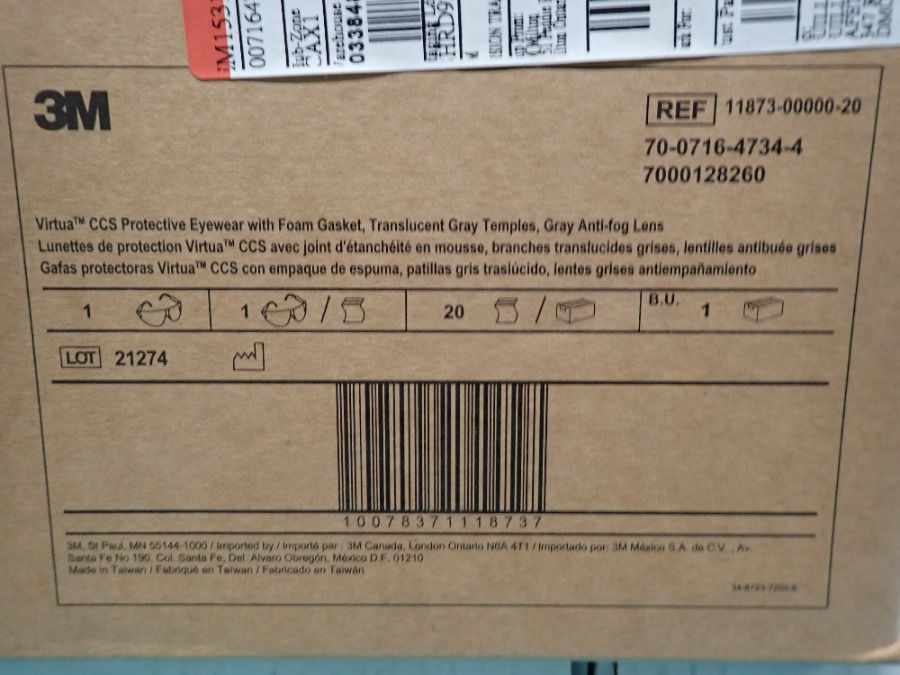 007164
CAX1
03384
3M
REF 11873-00000-20
70-0716-4734-4
7000128260
Virtua™ CCS Protective Eyewear with Foam Gasket, Translucent Gray Temples, Gray Anti-fog Lens
Lunettes de protection Virtua™ CCS avec joint d'étanchéité en mousse, branches translucides grises, lentilles antibuée grises
Gafas protectoras Virtua™ CCS con empaque de espuma, patillas gris traslúcido, lentes grises antiempañamiento
1 1 / 20 / B.U. 1
LOT 21274
10078371118737
3M, St Paul, MN 55144-1000 / Imported by / Importé par : 3M Canada, London Ontario N6A 4T1 / Importado por: 3M México S.A. de C.V. , Av.
Santa Fe No 190, Col. Santa Fe, Del. Alvaro Obregón, México D.F. 01210
Made in Taiwan / Fabriqué en Taiwan / Fabricado en Taiwán